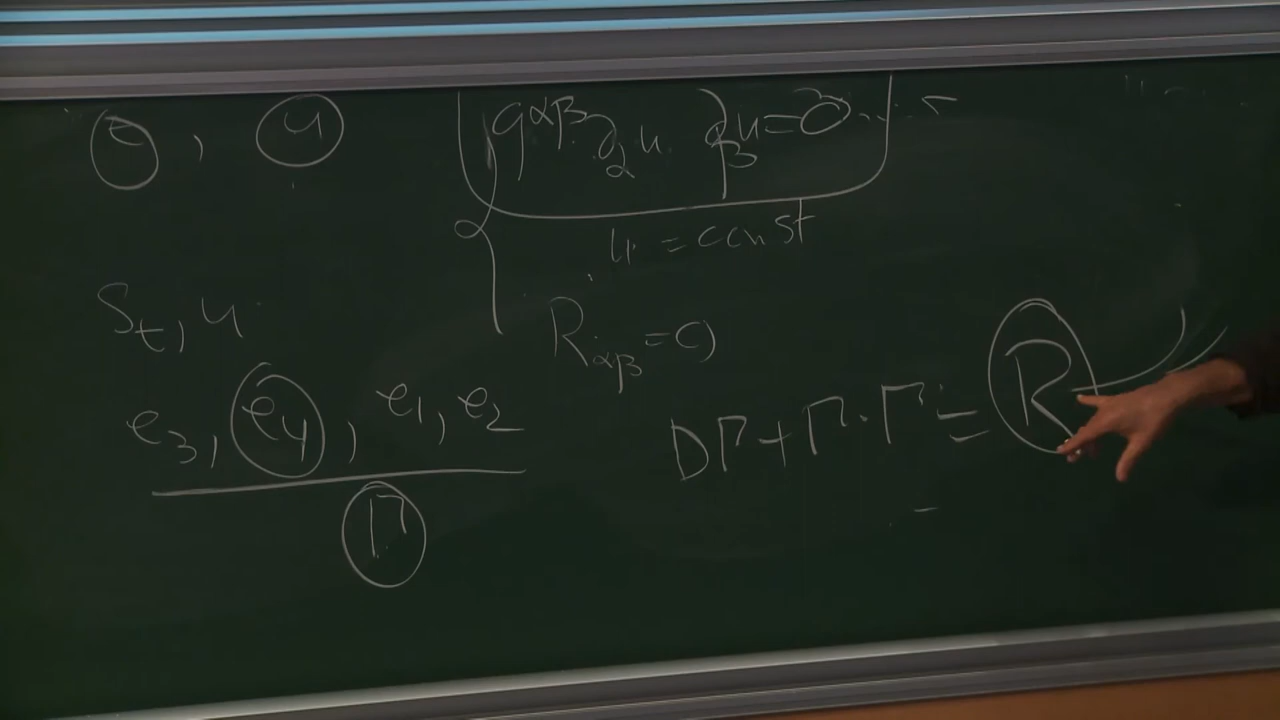 t , u
g^{αβ} ∂_α u ∂_β u = 0
u = const
S_{t,u}
R_{αβ} = 0
e_3, e_4, e_1, e_2
DΓ + Γ·Γ = R
Γ